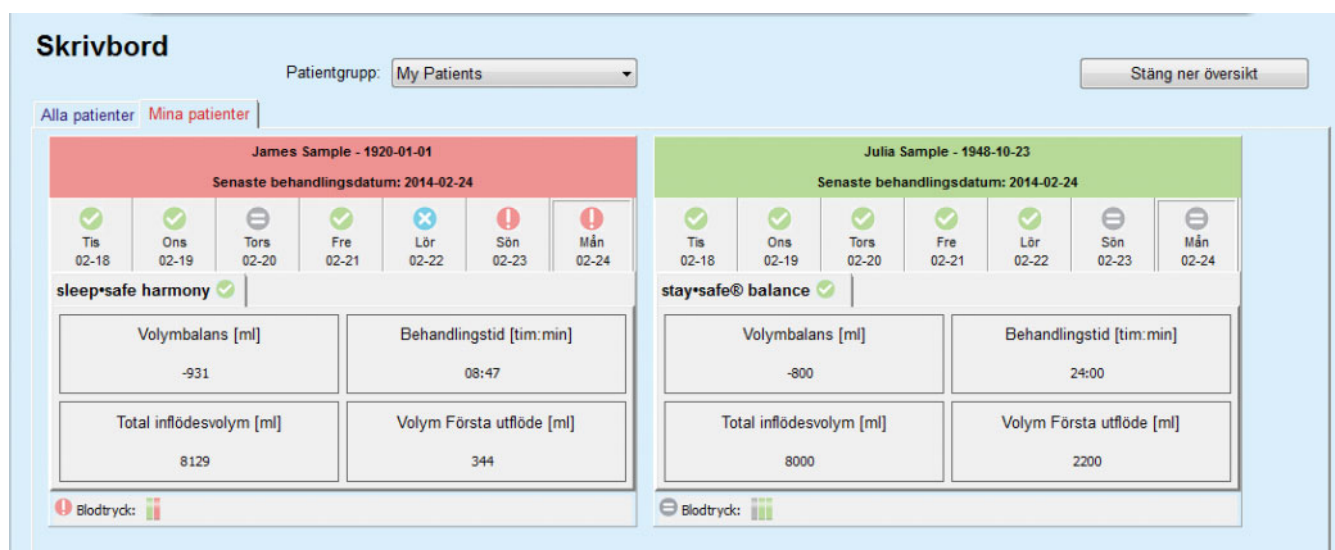 Skrivbord
Patientgrupp: My Patients
Stäng ner översikt
Alla patienter Mina patienter
James Sample - 1920-01-01
Senaste behandlingsdatum: 2014-02-24
Tis Ons Tors Fre Lör Sön Mån
02-18 02-19 02-20 02-21 02-22 02-23 02-24
sleep•safe harmony
Volymbalans [ml] Behandlingstid [tim:min]
-931 08:47
Total inflödesvolym [ml] Volym Första utflöde [ml]
8129 344
Blodtryck:
Julia Sample - 1948-10-23
Senaste behandlingsdatum: 2014-02-24
Tis Ons Tors Fre Lör Sön Mån
02-18 02-19 02-20 02-21 02-22 02-23 02-24
stay•safe® balance
Volymbalans [ml] Behandlingstid [tim:min]
-800 24:00
Total inflödesvolym [ml] Volym Första utflöde [ml]
8000 2200
Blodtryck: